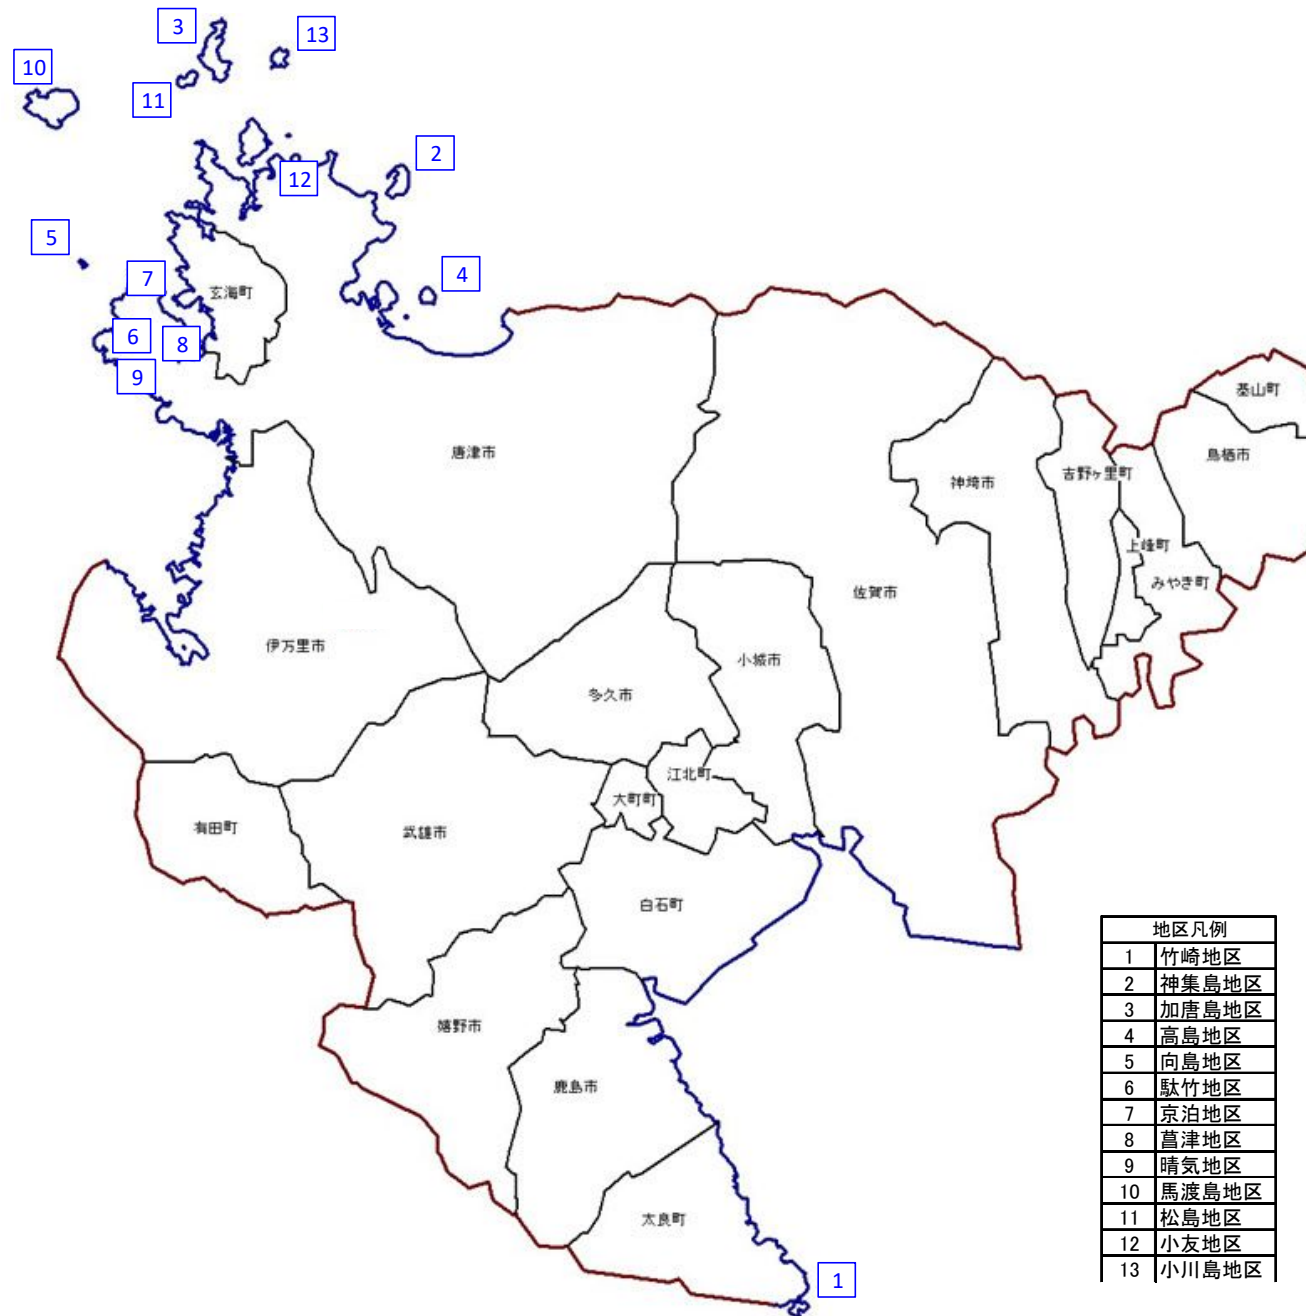 3
13
10
11
2
12
5
7
4
玄海町
6
8
9
基山町
唐津市
鳥栖市
神埼市
吉野ヶ里町
上峰町
みやき町
佐賀市
伊万里市
小城市
多久市
江北町
大町町
有田町
武雄市
白石町
嬉野市
鹿島市
太良町
1
地区凡例
1 竹崎地区
2 神集島地区
3 加唐島地区
4 高島地区
5 向島地区
6 駄竹地区
7 京泊地区
8 菖津地区
9 晴気地区
10 馬渡島地区
11 松島地区
12 小友地区
13 小川島地区